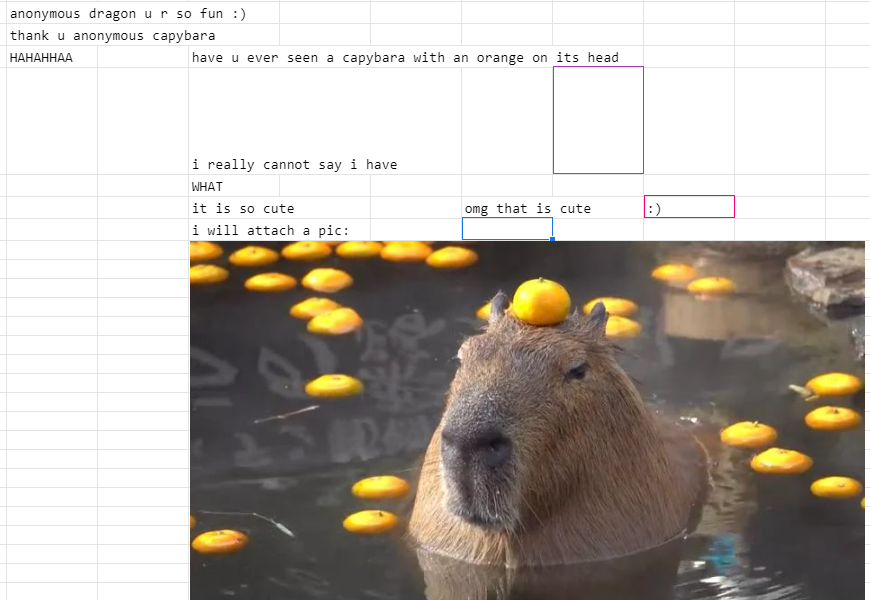 anonymous dragon u r so fun :)
thank u anonymous capybara
HAHAHHAA have u ever seen a capybara with an orange on its head
i really cannot say i have
WHAT
it is so cute omg that is cute :)
i will attach a pic: